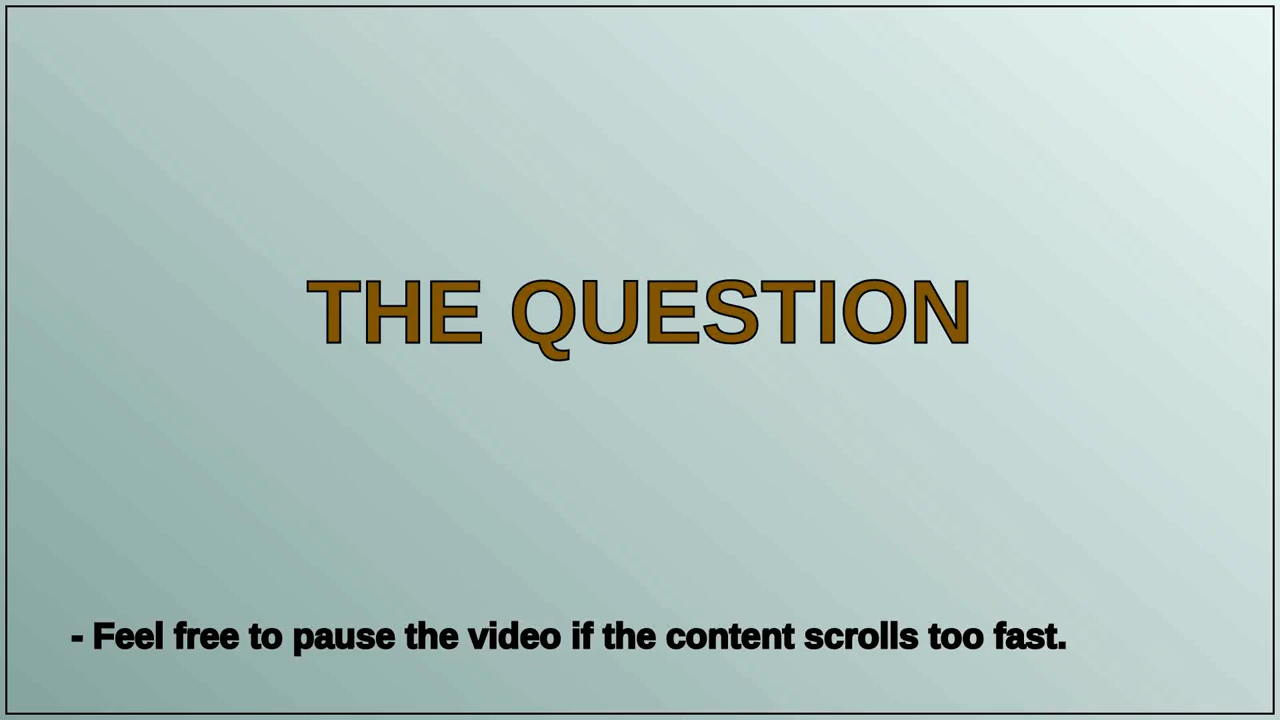 THE QUESTION
- Feel free to pause the video if the content scrolls too fast.